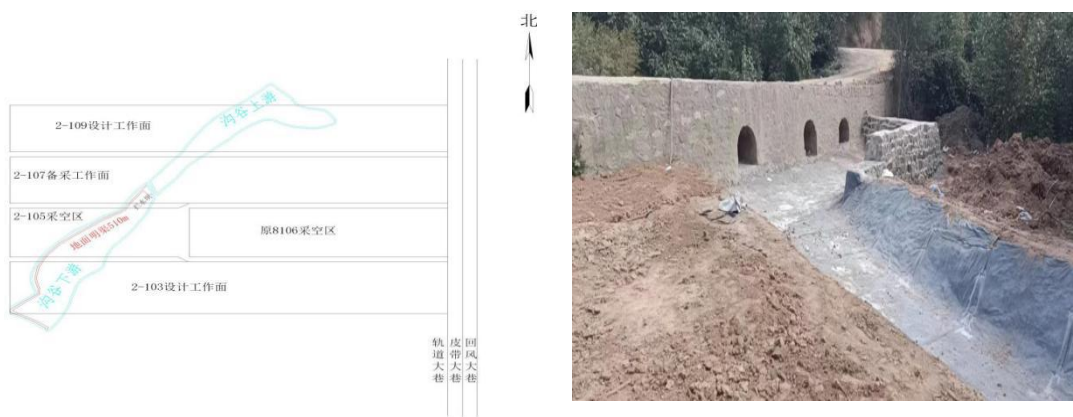 北
沟谷上游
2-109设计工作面
2-107备采工作面
2-105采空区
地面明渠510m
原8106采空区
沟谷下游
2-103设计工作面
轨道大巷
皮带大巷
回风大巷